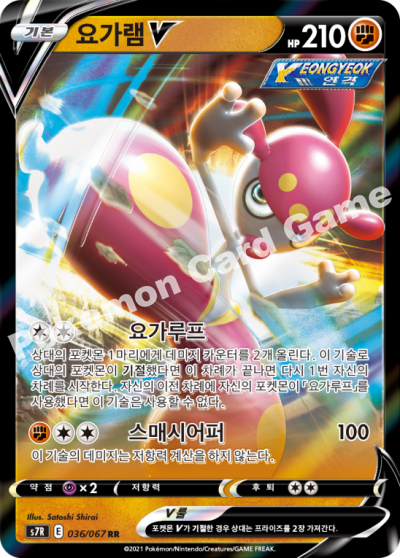 기본 요가램 V HP 210
YEONGYEOK
연격
Pokémon Card Game
요가루프
상대의 포켓몬 1마리에게 데미지 카운터를 2개 올린다. 이 기술로
상대의 포켓몬이 기절했다면 이 차례가 끝나면 다시 1번 자신의
차례를 시작한다. 자신의 이전 차례에 자신의 포켓몬이 「요가루프」를
사용했다면 이 기술은 사용할 수 없다.
스매시어퍼 100
이 기술의 데미지는 저항력 계산을 하지 않는다.
약점 ×2 저항력 후퇴
Illus. Satoshi Shirai
V룰
s7R E 036/067 RR
포켓몬 V가 기절한 경우 상대는 프라이즈를 2장 가져간다.
©2021 Pokémon/Nintendo/Creatures/GAME FREAK.